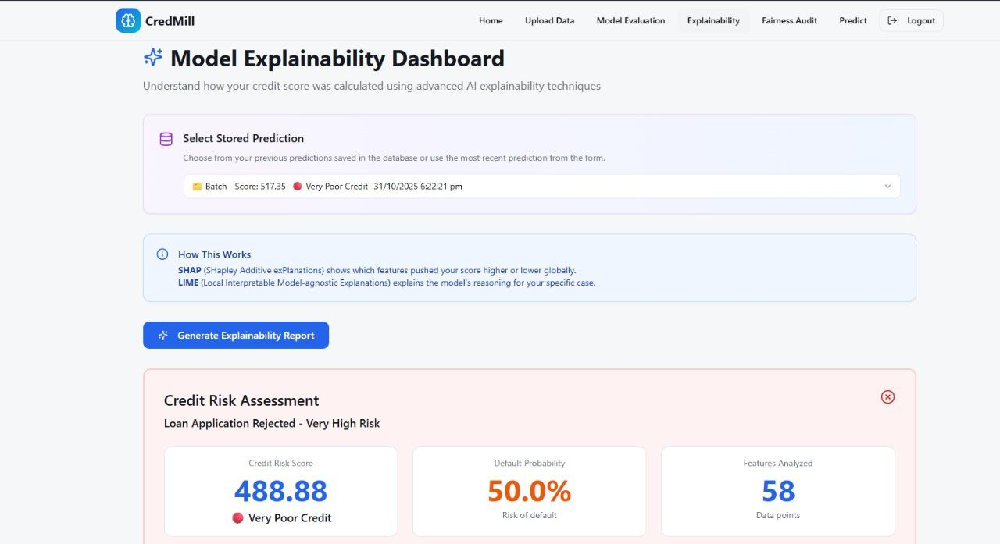 CredMill
Home Upload Data Model Evaluation Explainability Fairness Audit Predict Logout
Model Explainability Dashboard
Understand how your credit score was calculated using advanced AI explainability techniques
Select Stored Prediction
Choose from your previous predictions saved in the database or use the most recent prediction from the form.
Batch - Score: 517.35 - Very Poor Credit -31/10/2025 6:22:21 pm
How This Works
SHAP (SHapley Additive exPlanations) shows which features pushed your score higher or lower globally.
LIME (Local Interpretable Model-agnostic Explanations) explains the model's reasoning for your specific case.
Generate Explainability Report
Credit Risk Assessment
Loan Application Rejected - Very High Risk
Credit Risk Score
488.88
Very Poor Credit
Default Probability
50.0%
Risk of default
Features Analyzed
58
Data points